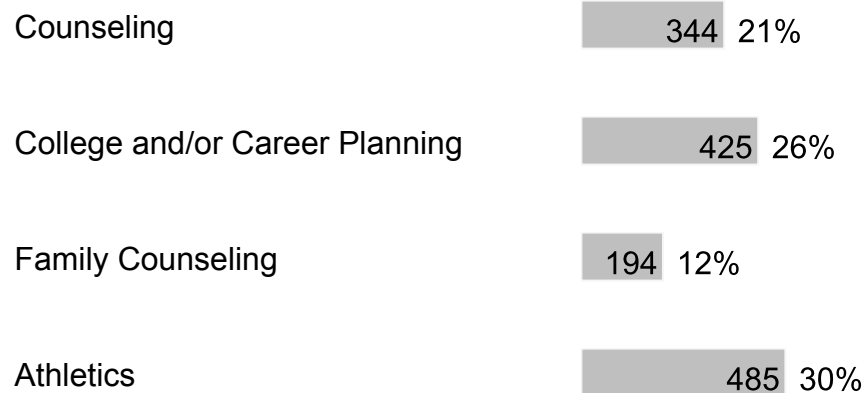 Counseling 344 21%
College and/or Career Planning 425 26%
Family Counseling 194 12%
Athletics 485 30%